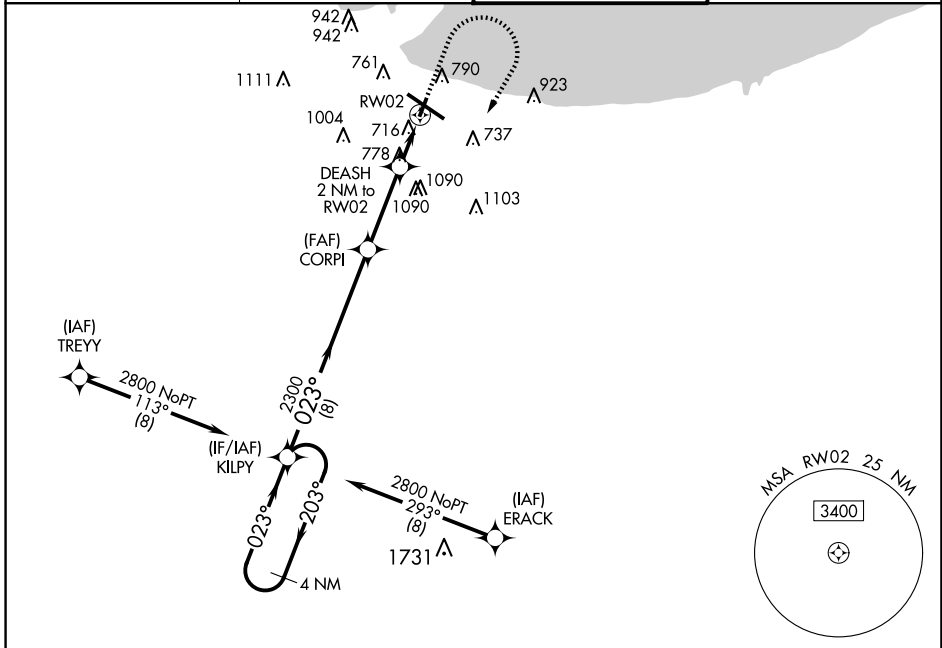 942
942
761
790
1111
923
RW02
1004
716
737
778
DEASH
2 NM to
RW02
1090
1090
1103
(FAF)
CORPI
(IAF)
TREYY
2800 NoPT
113°
(8)
2300
023°
(8)
(IF/IAF)
KILPY
023°
203°
4 NM
2800 NoPT
293°
(8)
(IAF)
ERACK
1731
MSA RW02 25 NM
3400